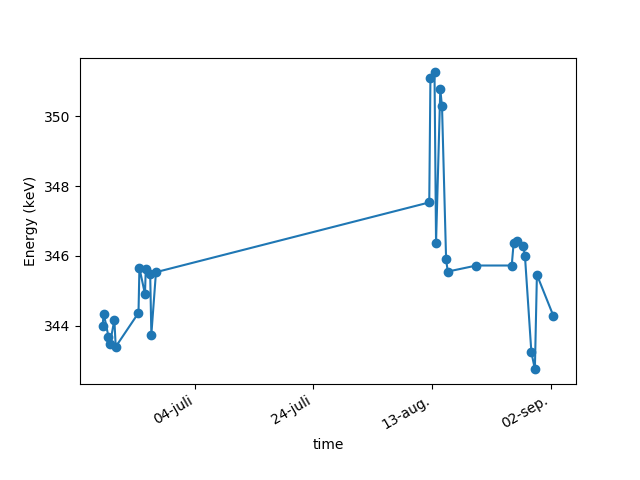 350
348
346
344
Energy (keV)
04-juli
24-juli
13-aug.
02-sep.
time